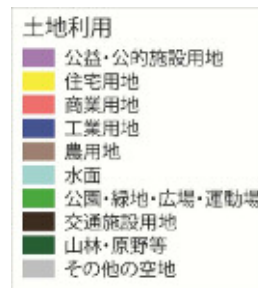 土地利用
公益・公的施設用地
住宅用地
商業用地
工業用地
農用地
水面
公園・緑地・広場・運動場
交通施設用地
山林・原野等
その他の空地